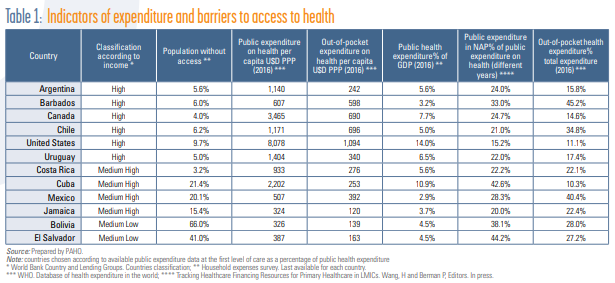 Table 1: Indicators of expenditure and barriers to access to health
Country | Classification according to income * | Population without access ** | Public expenditure on health per capita U$D PPP (2016) *** | Out-of-pocket expenditure on health per capita U$D PPP (2016) *** | Public health expenditure% of GDP (2016) ** | Public expenditure in NAP% of public expenditure on health (different years) **** | Out-of-pocket health expenditure% total expenditure (2016) ***
Argentina | High | 5.6% | 1,140 | 242 | 5.6% | 24.0% | 15.8%
Barbados | High | 6.0% | 607 | 598 | 3.2% | 33.0% | 45.2%
Canada | High | 4.0% | 3,465 | 690 | 7.7% | 24.7% | 14.6%
Chile | High | 6.2% | 1,171 | 696 | 5.0% | 21.0% | 34.8%
United States | High | 9.7% | 8,078 | 1,094 | 14.0% | 15.2% | 11.1%
Uruguay | High | 5.0% | 1,404 | 340 | 6.5% | 22.0% | 17.4%
Costa Rica | Medium High | 3.2% | 933 | 276 | 5.6% | 22.2% | 22.1%
Cuba | Medium High | 21.4% | 2,202 | 253 | 10.9% | 42.6% | 10.3%
Mexico | Medium High | 20.1% | 507 | 392 | 2.9% | 28.3% | 40.4%
Jamaica | Medium High | 15.4% | 324 | 120 | 3.7% | 20.0% | 22.4%
Bolivia | Medium Low | 66.0% | 326 | 139 | 4.5% | 38.1% | 28.0%
El Salvador | Medium Low | 41.0% | 387 | 163 | 4.5% | 44.2% | 27.2%
Source: Prepared by PAHO.
Note: countries chosen according to available public expenditure data at the first level of care as a percentage of public health expenditure
* World Bank Country and Lending Groups. Countries classification; ** Household expenses survey. Last available for each country.
*** WHO. Database of health expenditure in the world; **** Tracking Healthcare Financing Resources for Primary Healthcare in LMICs. Wang, H and Berman P, Editors. In press.